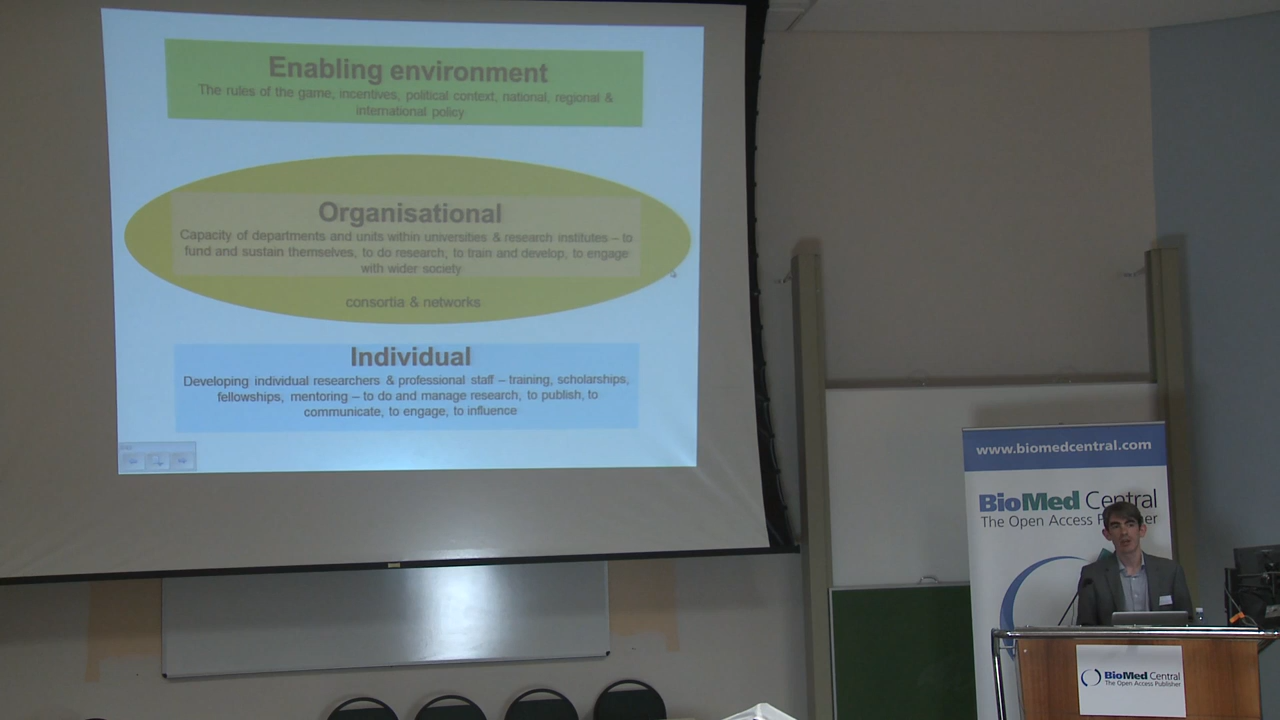 Enabling environment
The rules of the game, incentives, political context, national, regional &
international policy
Organisational
Capacity of departments and units within universities & research institutes – to
fund and sustain themselves, to do research, to train and develop, to engage
with wider society
consortia & networks
Individual
Developing individual researchers & professional staff – training, scholarships,
fellowships, mentoring – to do and manage research, to publish, to
communicate, to engage, to influence
www.biomedcentral.com
BioMed Central
The Open Access
BioMed Central
The Open Access Publisher